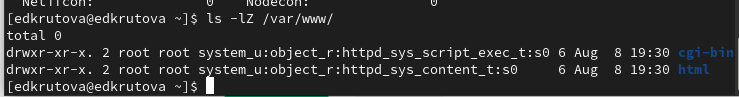 Netifcon: 0 Nodecon: 0
[edkrutova@edkrutova ~]$ ls -lZ /var/www/
total 0
drwxr-xr-x. 2 root root system_u:object_r:httpd_sys_script_exec_t:s0 6 Aug  8 19:30 cgi-bin
drwxr-xr-x. 2 root root system_u:object_r:httpd_sys_content_t:s0     6 Aug  8 19:30 html
[edkrutova@edkrutova ~]$